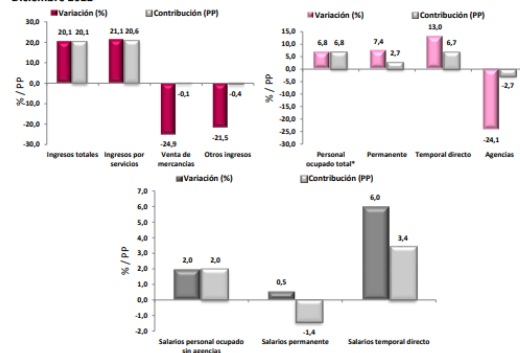 Diciembre 2022
Variación (%) Contribución (PP)
30,0
20,0
10,0
0,0
-10,0
-20,0
-30,0
% / PP
20,1 20,1
21,1 20,6
-24,9 -0,1
-21,5 -0,4
Ingresos totales
Ingresos por servicios
Venta de mercancías
Otros ingresos
Variación (%) Contribución (PP)
15,0
10,0
5,0
0,0
-5,0
-10,0
-15,0
-20,0
-25,0
-30,0
% / PP
6,8 6,8
7,4 2,7
13,0 6,7
-24,1 -2,7
Personal ocupado total*
Permanente
Temporal directo
Agencias
Variación (%) Contribución (PP)
7,0
6,0
5,0
4,0
3,0
2,0
1,0
0,0
-1,0
-2,0
% / PP
2,0 2,0
0,5 -1,4
6,0 3,4
Salarios personal ocupado sin agencias
Salarios permanente
Salarios temporal directo